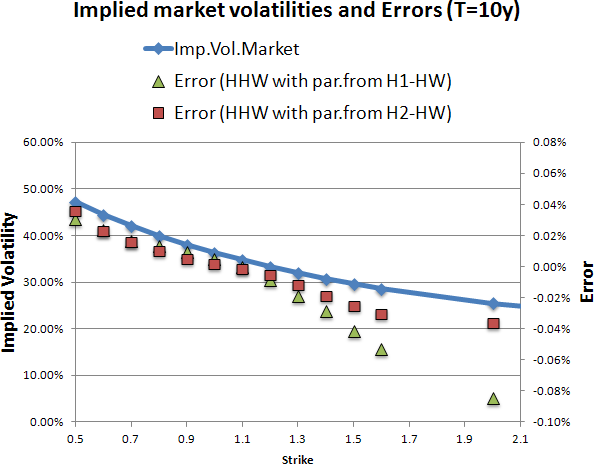 Implied market volatilities and Errors (T=10y)
Imp.Vol.Market
Error (HHW with par.from H1-HW)
Error (HHW with par.from H2-HW)
60.00%
50.00%
40.00%
30.00%
20.00%
10.00%
0.00%
Implied Volatility
0.08%
0.06%
0.04%
0.02%
0.00%
-0.02%
-0.04%
-0.06%
-0.08%
-0.10%
Error
0.5 0.7 0.9 1.1 1.3 1.5 1.7 1.9 2.1
Strike